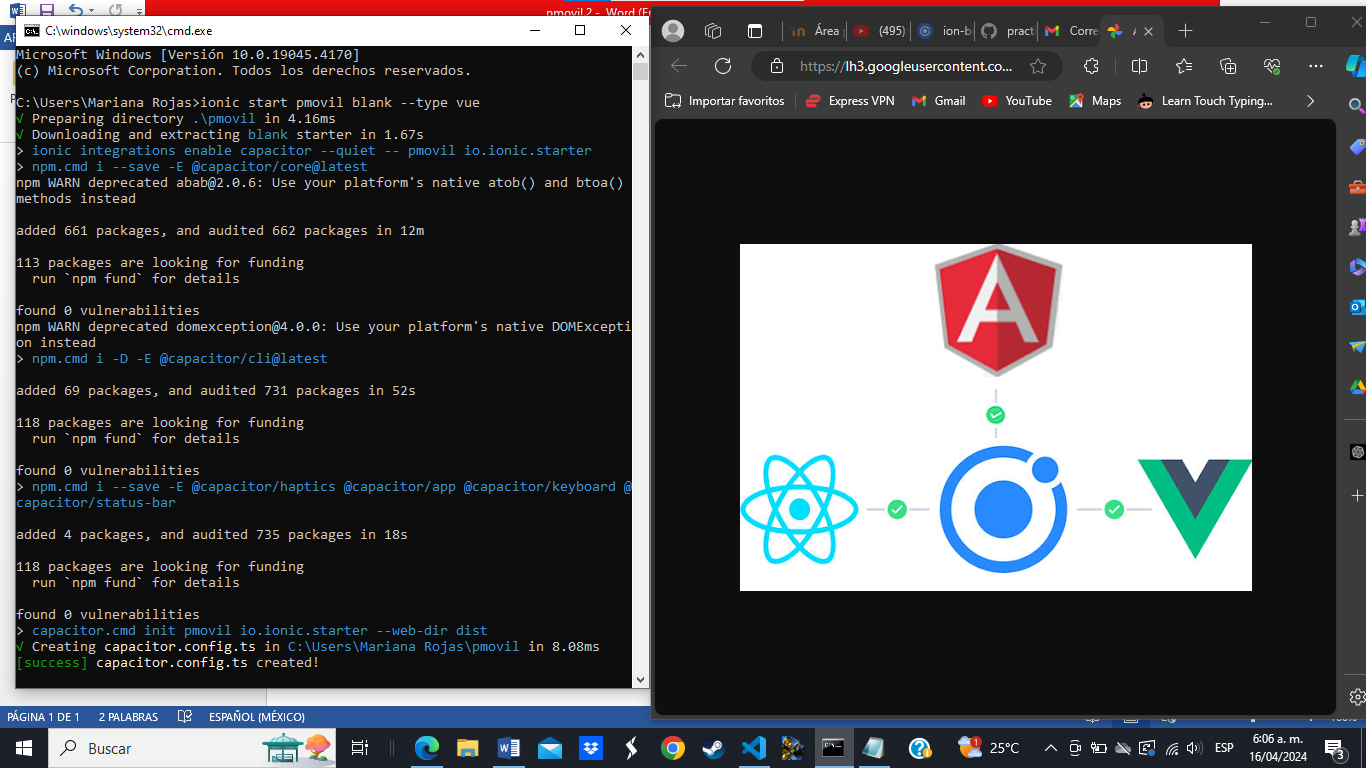 pmovil 2 - Word (E
C:\windows\system32\cmd.exe
Microsoft Windows [Versión 10.0.19045.4170]
(c) Microsoft Corporation. Todos los derechos reservados.
C:\Users\Mariana Rojas>ionic start pmovil blank --type vue
√ Preparing directory .\pmovil in 4.16ms
√ Downloading and extracting blank starter in 1.67s
> ionic integrations enable capacitor --quiet -- pmovil io.ionic.starter
> npm.cmd i --save -E @capacitor/core@latest
npm WARN deprecated abab@2.0.6: Use your platform's native atob() and btoa()
methods instead
added 661 packages, and audited 662 packages in 12m
113 packages are looking for funding
run `npm fund` for details
found 0 vulnerabilities
npm WARN deprecated domexception@4.0.0: Use your platform's native DOMExcepti
on instead
> npm.cmd i -D -E @capacitor/cli@latest
added 69 packages, and audited 731 packages in 52s
118 packages are looking for funding
run `npm fund` for details
found 0 vulnerabilities
> npm.cmd i --save -E @capacitor/haptics @capacitor/app @capacitor/keyboard @
capacitor/status-bar
added 4 packages, and audited 735 packages in 18s
118 packages are looking for funding
run `npm fund` for details
found 0 vulnerabilities
> capacitor.cmd init pmovil io.ionic.starter --web-dir dist
√ Creating capacitor.config.ts in C:\Users\Mariana Rojas\pmovil in 8.08ms
[success] capacitor.config.ts created!
Área
(495)
ion-b
practi
Corre
A
https://lh3.googleusercontent.co...
Importar favoritos
Express VPN
Gmail
YouTube
Maps
Learn Touch Typing...
PÁGINA 1 DE 1
2 PALABRAS
ESPAÑOL (MÉXICO)
Buscar
25°C
ESP
6:06 a. m.
16/04/2024
3